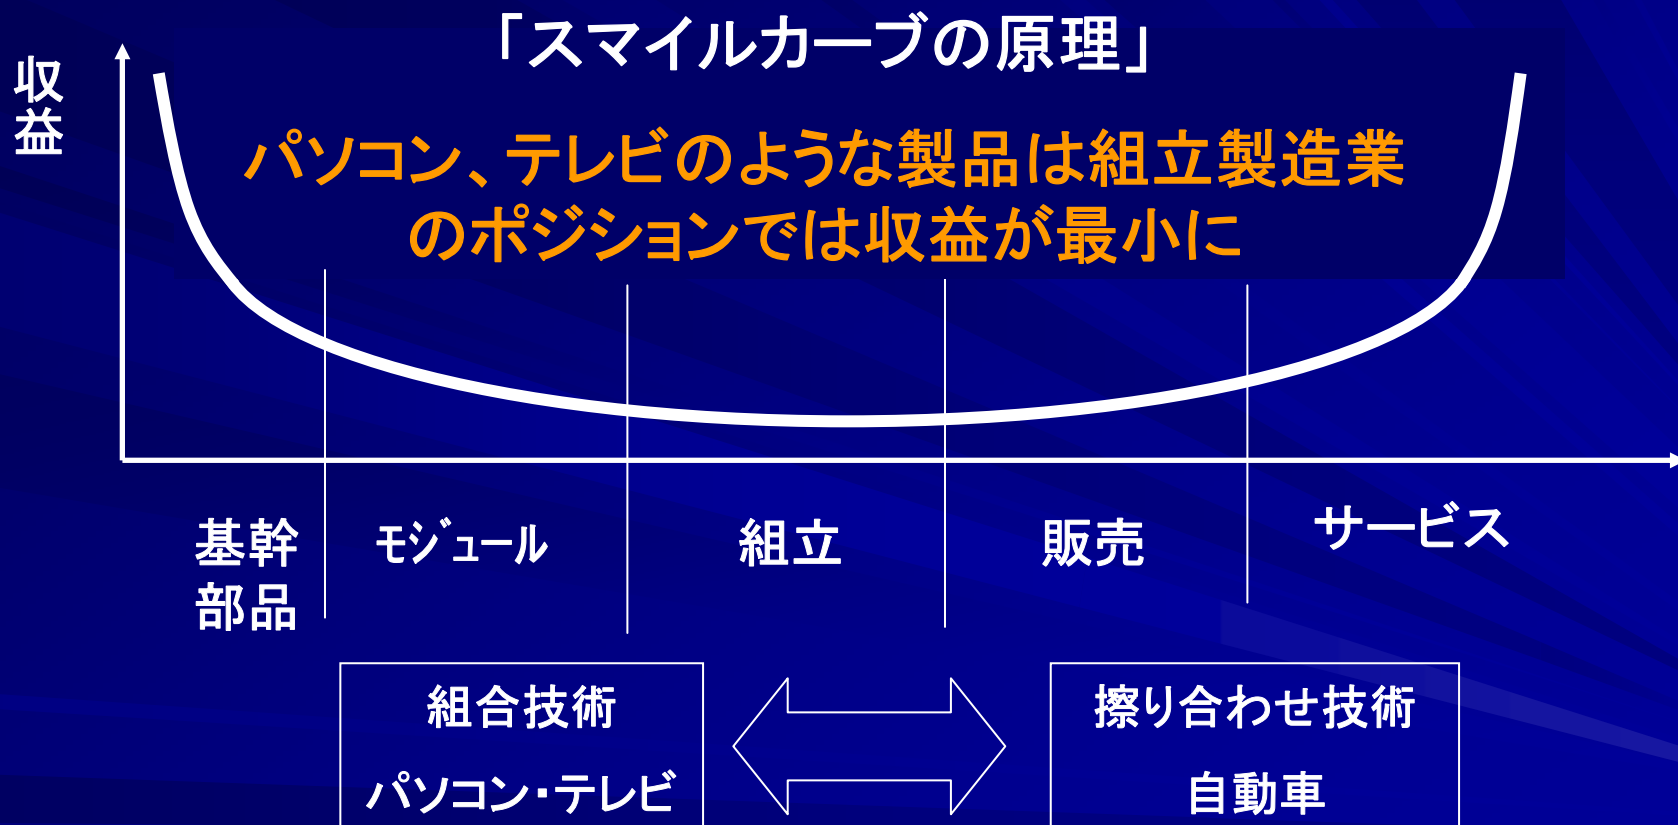 「スマイルカーブの原理」
収益
パソコン、テレビのような製品は組立製造業
のポジションでは収益が最小に
基幹
部品
モジュール
組立
販売
サービス
組合技術
パソコン・テレビ
擦り合わせ技術
自動車